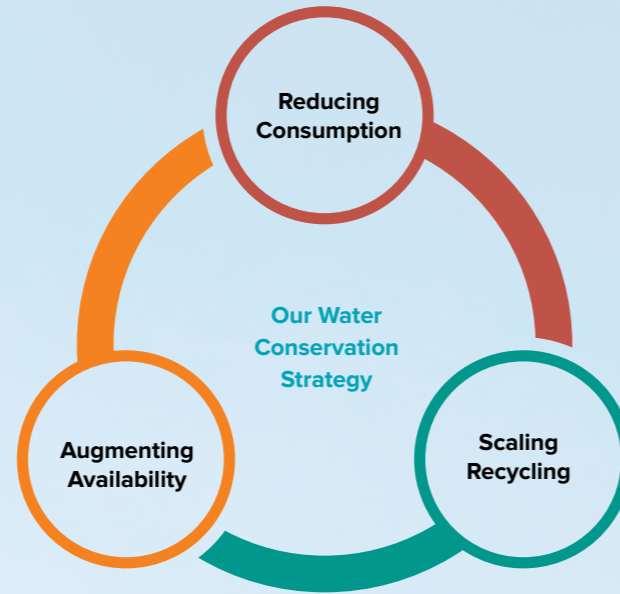 Reducing
Consumption
Our Water
Conservation
Strategy
Augmenting
Availability
Scaling
Recycling